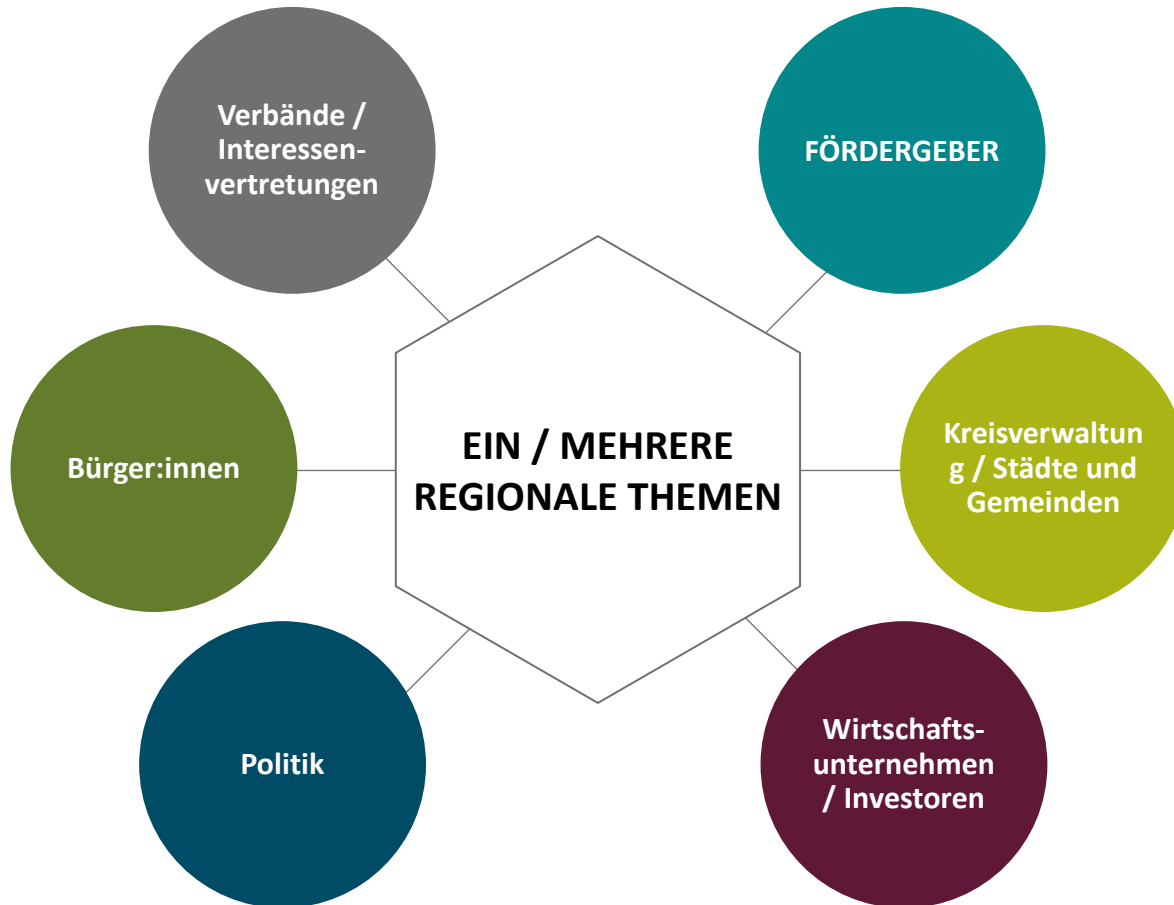 Verbände /
Interessen-
vertretungen
FÖRDERGEBER
Bürger:innen
EIN / MEHRERE
REGIONALE THEMEN
Kreisverwaltun
g / Städte und
Gemeinden
Politik
Wirtschafts-
unternehmen
/ Investoren